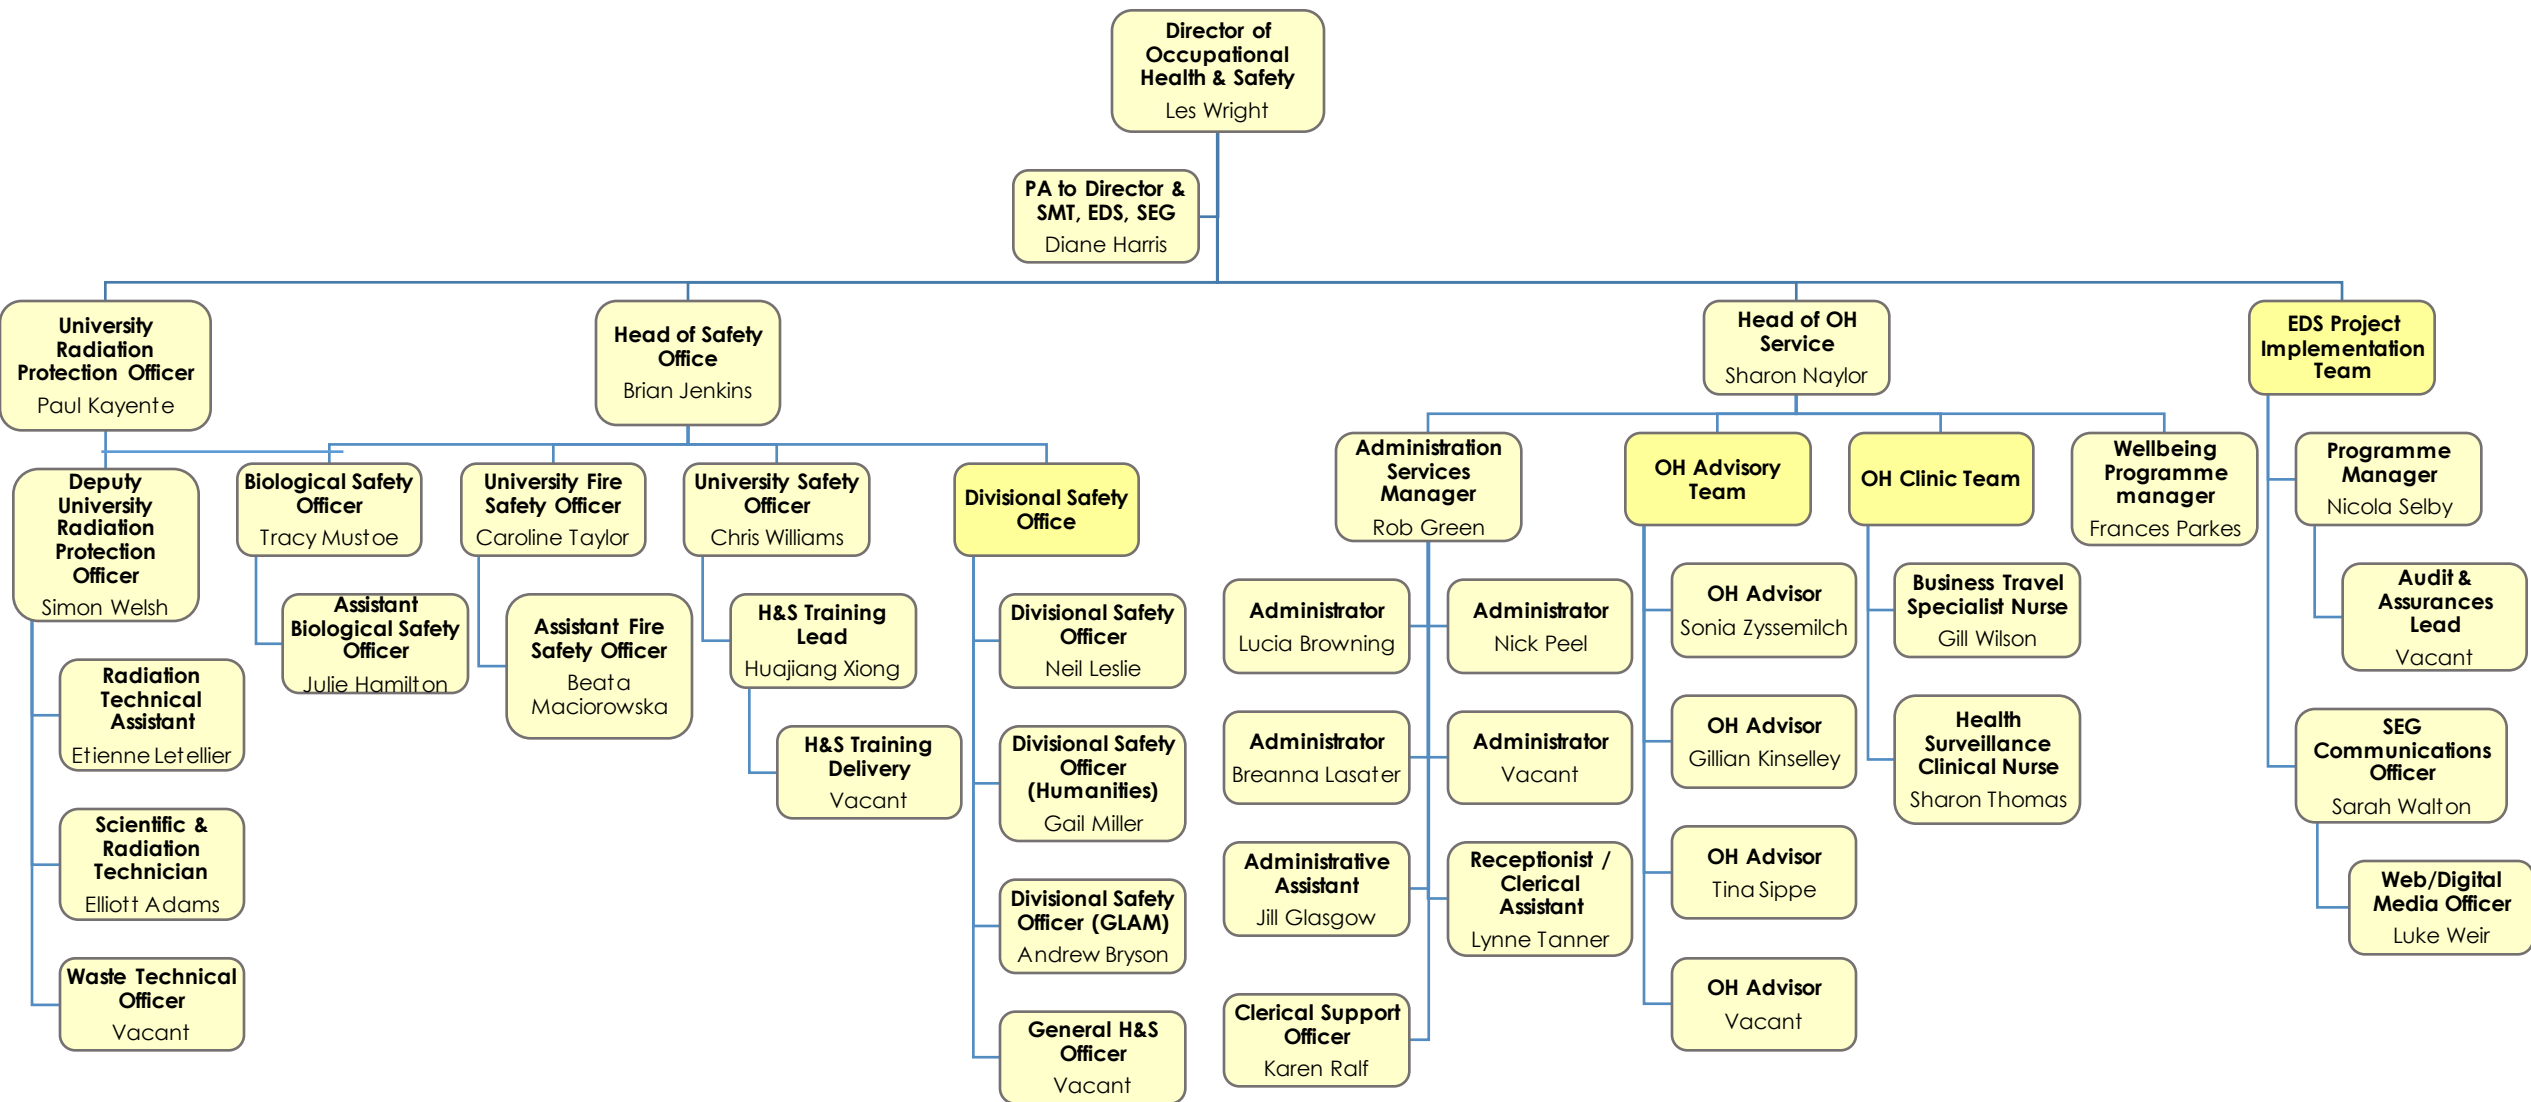 Director of
Occupational
Health & Safety
Les Wright
PA to Director &
SMT, EDS, SEG
Diane Harris
University
Radiation
Protection Officer
Paul Kayente
Head of Safety
Office
Brian Jenkins
Head of OH
Service
Sharon Naylor
EDS Project
Implementation
Team
Deputy
University
Radiation
Protection
Officer
Simon Welsh
Biological Safety
Officer
Tracy Mustoe
University Fire
Safety Officer
Caroline Taylor
University Safety
Officer
Chris Williams
Divisional Safety
Office
Administration
Services
Manager
Rob Green
OH Advisory
Team
OH Clinic Team
Wellbeing
Programme
manager
Frances Parkes
Programme
Manager
Nicola Selby
Radiation
Technical
Assistant
Etienne Letellier
Scientific &
Radiation
Technician
Elliott Adams
Waste Technical
Officer
Vacant
Assistant
Biological Safety
Officer
Julie Hamilton
Assistant Fire
Safety Officer
Beata
Maciorowska
H&S Training
Lead
Huajiang Xiong
H&S Training
Delivery
Vacant
Divisional Safety
Officer
Neil Leslie
Divisional Safety
Officer
(Humanities)
Gail Miller
Divisional Safety
Officer (GLAM)
Andrew Bryson
General H&S
Officer
Vacant
Administrator
Lucia Browning
Administrator
Nick Peel
Administrator
Breanna Lasater
Administrator
Vacant
Administrative
Assistant
Jill Glasgow
Receptionist /
Clerical
Assistant
Lynne Tanner
Clerical Support
Officer
Karen Ralf
OH Advisor
Sonia Zyssemilch
OH Advisor
Gillian Kinselley
OH Advisor
Tina Sippe
OH Advisor
Vacant
Business Travel
Specialist Nurse
Gill Wilson
Health
Surveillance
Clinical Nurse
Sharon Thomas
Audit &
Assurances
Lead
Vacant
SEG
Communications
Officer
Sarah Walton
Web/Digital
Media Officer
Luke Weir